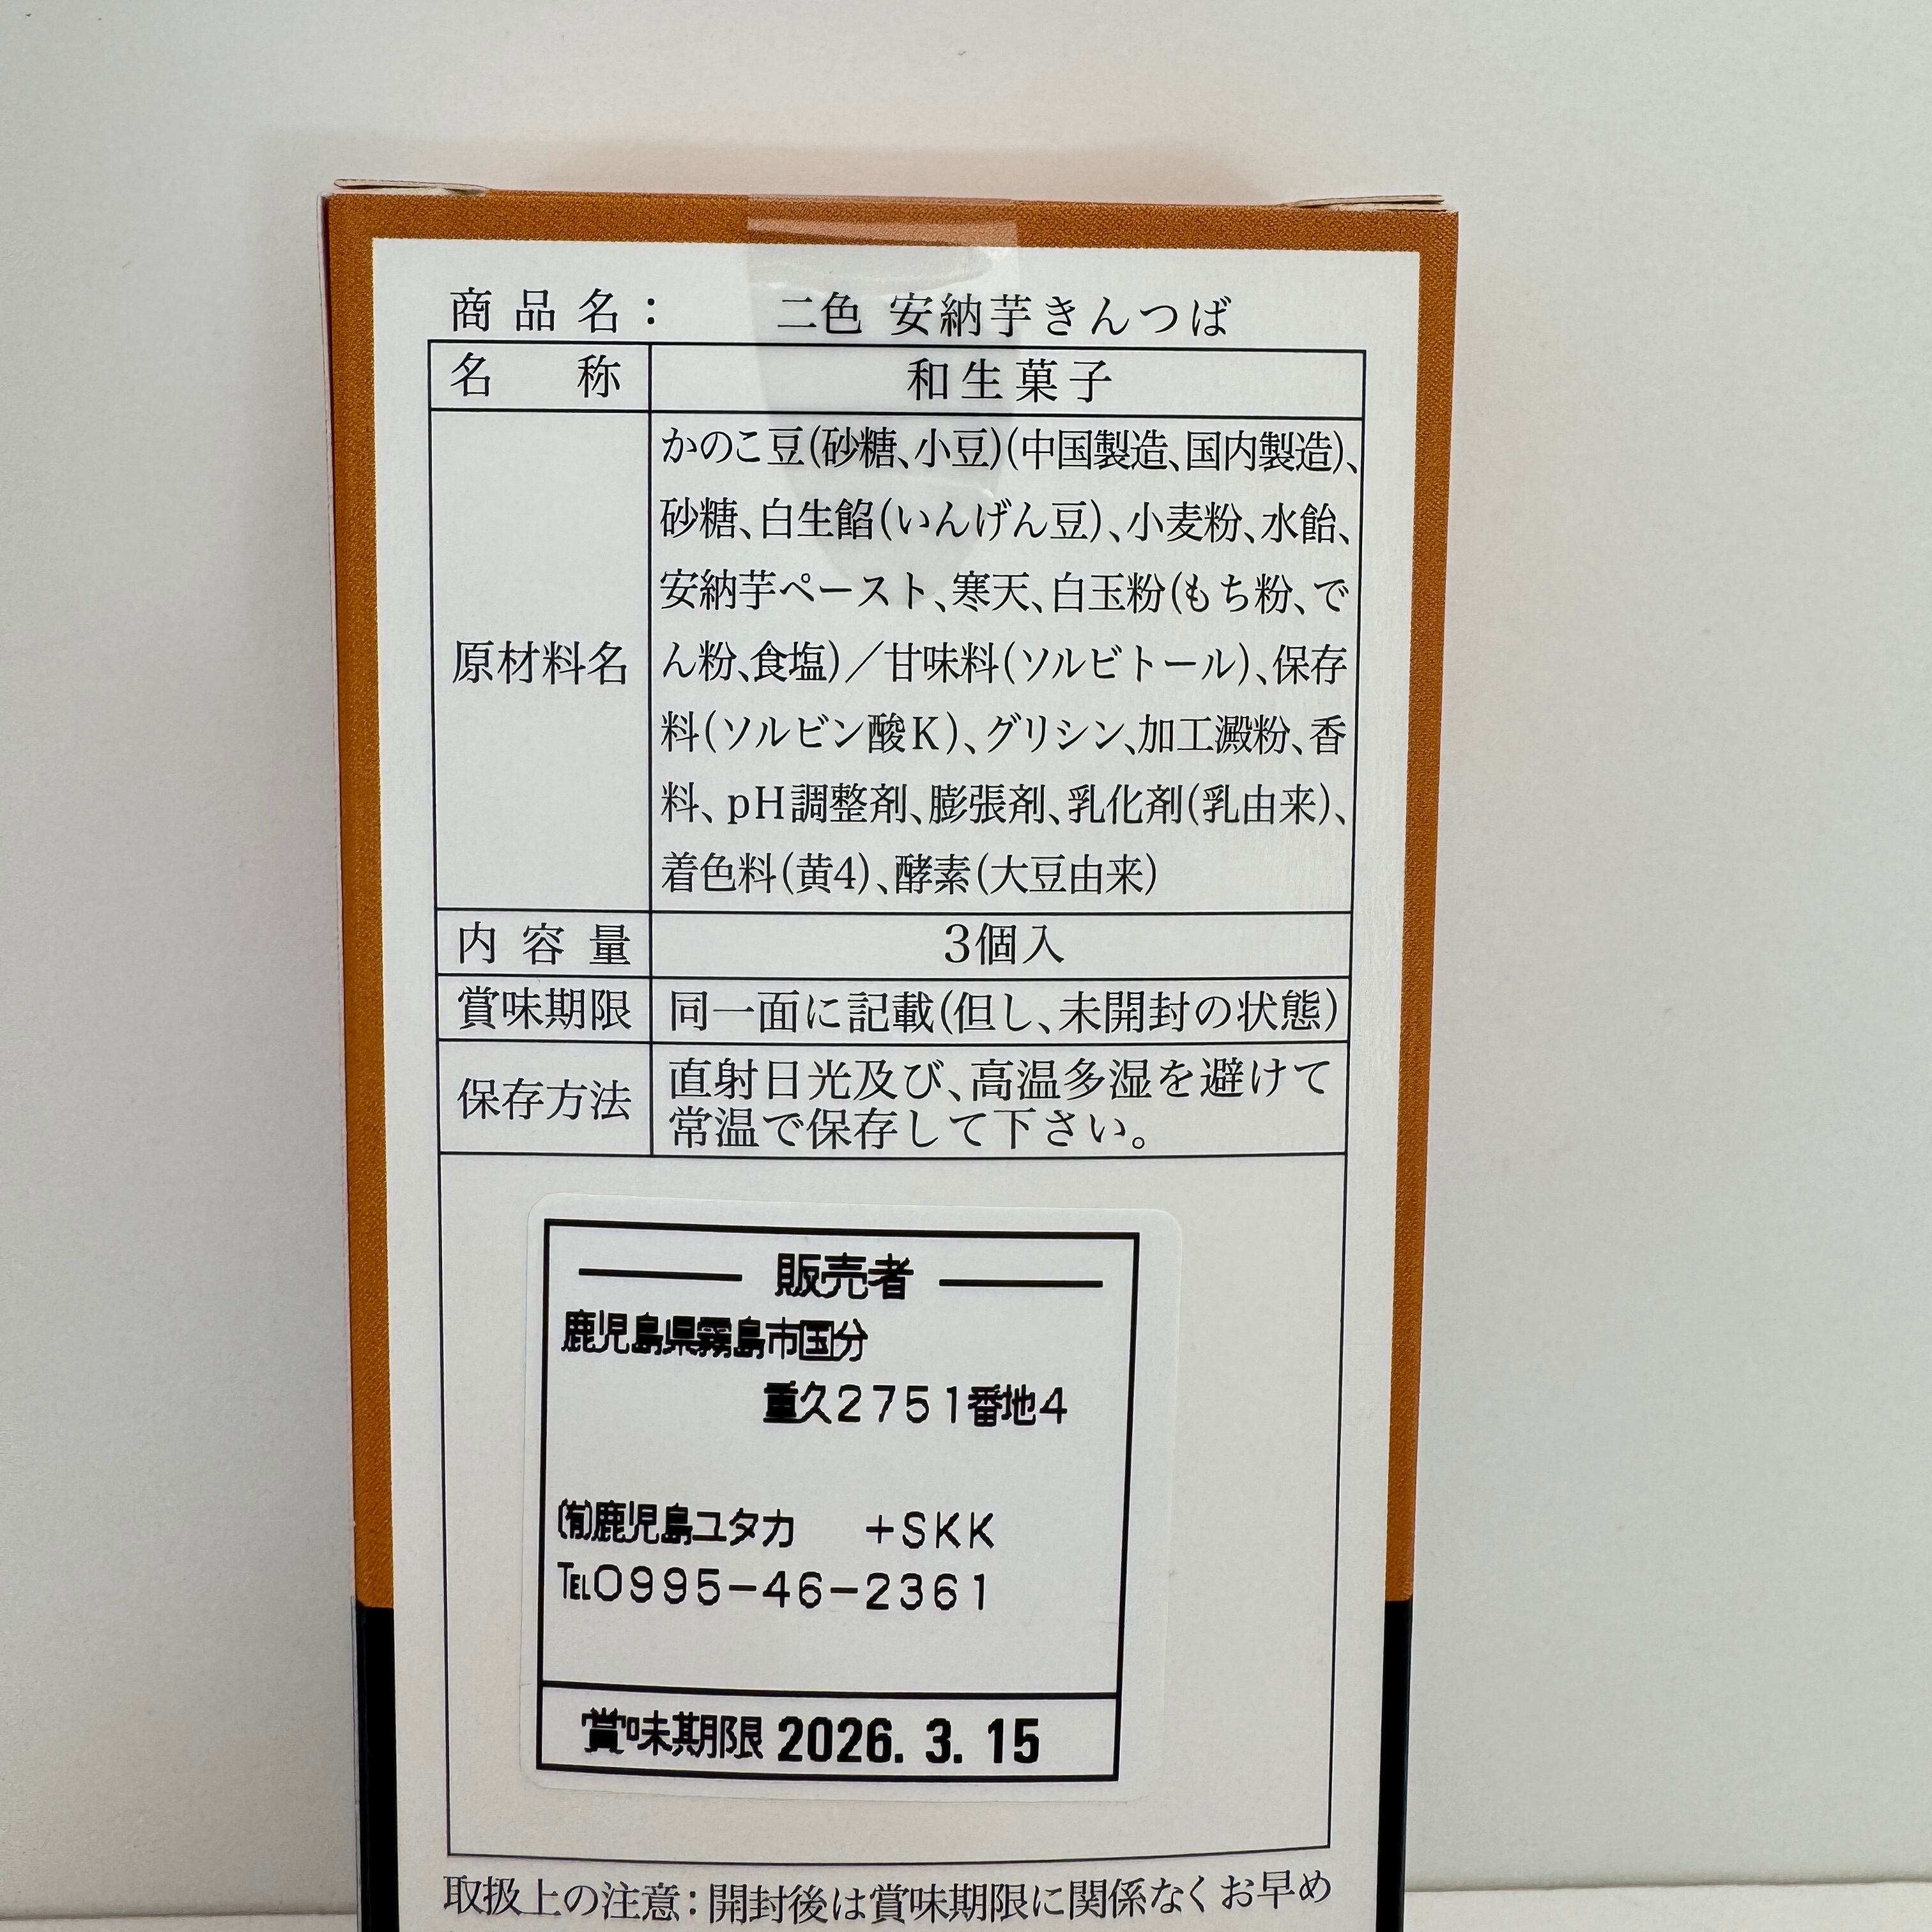 商品名： 二色 安納芋きんつば
名称 和生菓子
原材料名
かのこ豆(砂糖、小豆)(中国製造、国内製造)、
砂糖、白生餡(いんげん豆)、小麦粉、水飴、
安納芋ペースト、寒天、白玉粉(もち粉、で
ん粉、食塩)／甘味料(ソルビトール)、保存
料(ソルビン酸K)、グリシン、加工澱粉、香
料、pH調整剤、膨張剤、乳化剤(乳由来)、
着色料(黄4)、酵素(大豆由来)
内容量 3個入
賞味期限 同一面に記載(但し、未開封の状態)
保存方法
直射日光及び、高温多湿を避けて
常温で保存して下さい。
販売者
鹿児島県霧島市国分
重久2751番地4
㈲鹿児島ユタカ +SKK
℡0995-46-2361
賞味期限 2026. 3. 15
取扱上の注意：開封後は賞味期限に関係なくお早め